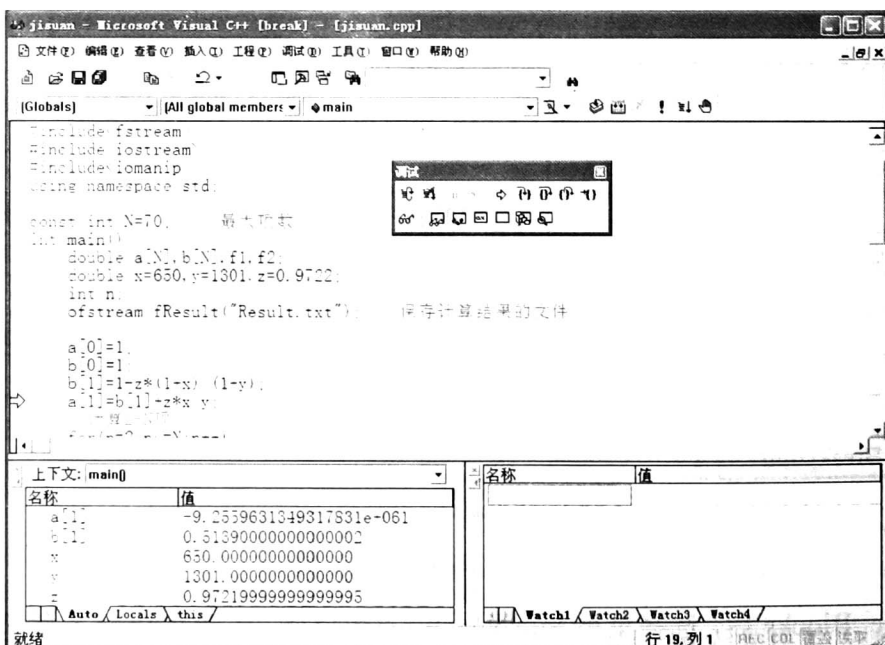 jisuan - Microsoft Visual C++ [break] - [jisuan.cpp]
文件(F) 编辑(E) 查看(V) 插入(I) 工程(P) 调试(D) 工具(T) 窗口(W) 帮助(H)
(Globals) (All global members main
#include fstream
#include iostream
#include iomanip
using namespace std;
调试
const int N=70; 最大项数
int main()
double a[N],b[N],f1,f2;
double x=650,y=1301,z=0.9722;
int n;
ofstream fResult("Result.txt"); 保存计算结果的文件
a[0]=1;
b[0]=1;
b[1]=1-z*(1+x) (1+y);
a[1]=b[1]+z*x y;
上下文: main()
名称 值
a[1] -9.2559631349317831e+061
b[1] 0.51390000000000002
x 650.00000000000000
y 1301.0000000000000
z 0.97219999999999995
Auto Locals this
名称 值
Watch1 Watch2 Watch3 Watch4
就绪
行 19, 列 1 REC COL 覆盖 读取